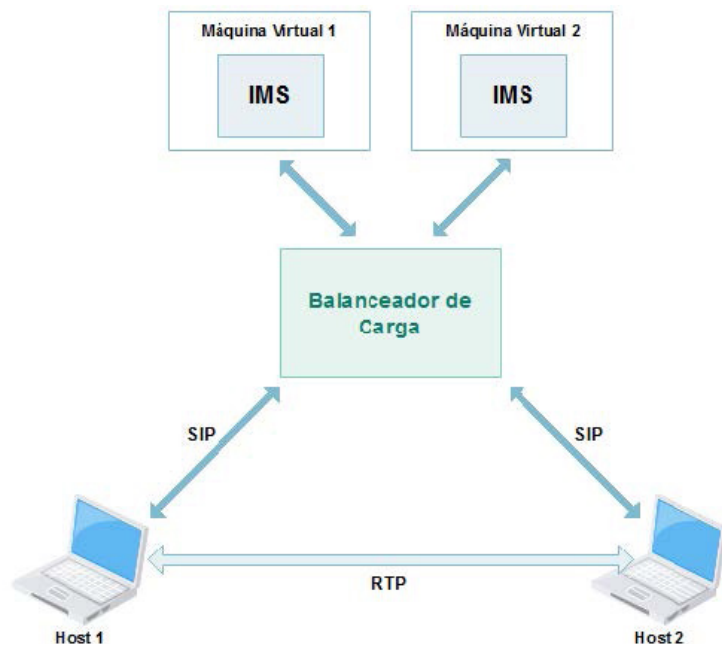 Máquina Virtual 1
Máquina Virtual 2
IMS
IMS
Balanceador de
Carga
SIP
SIP
RTP
Host 1
Host 2